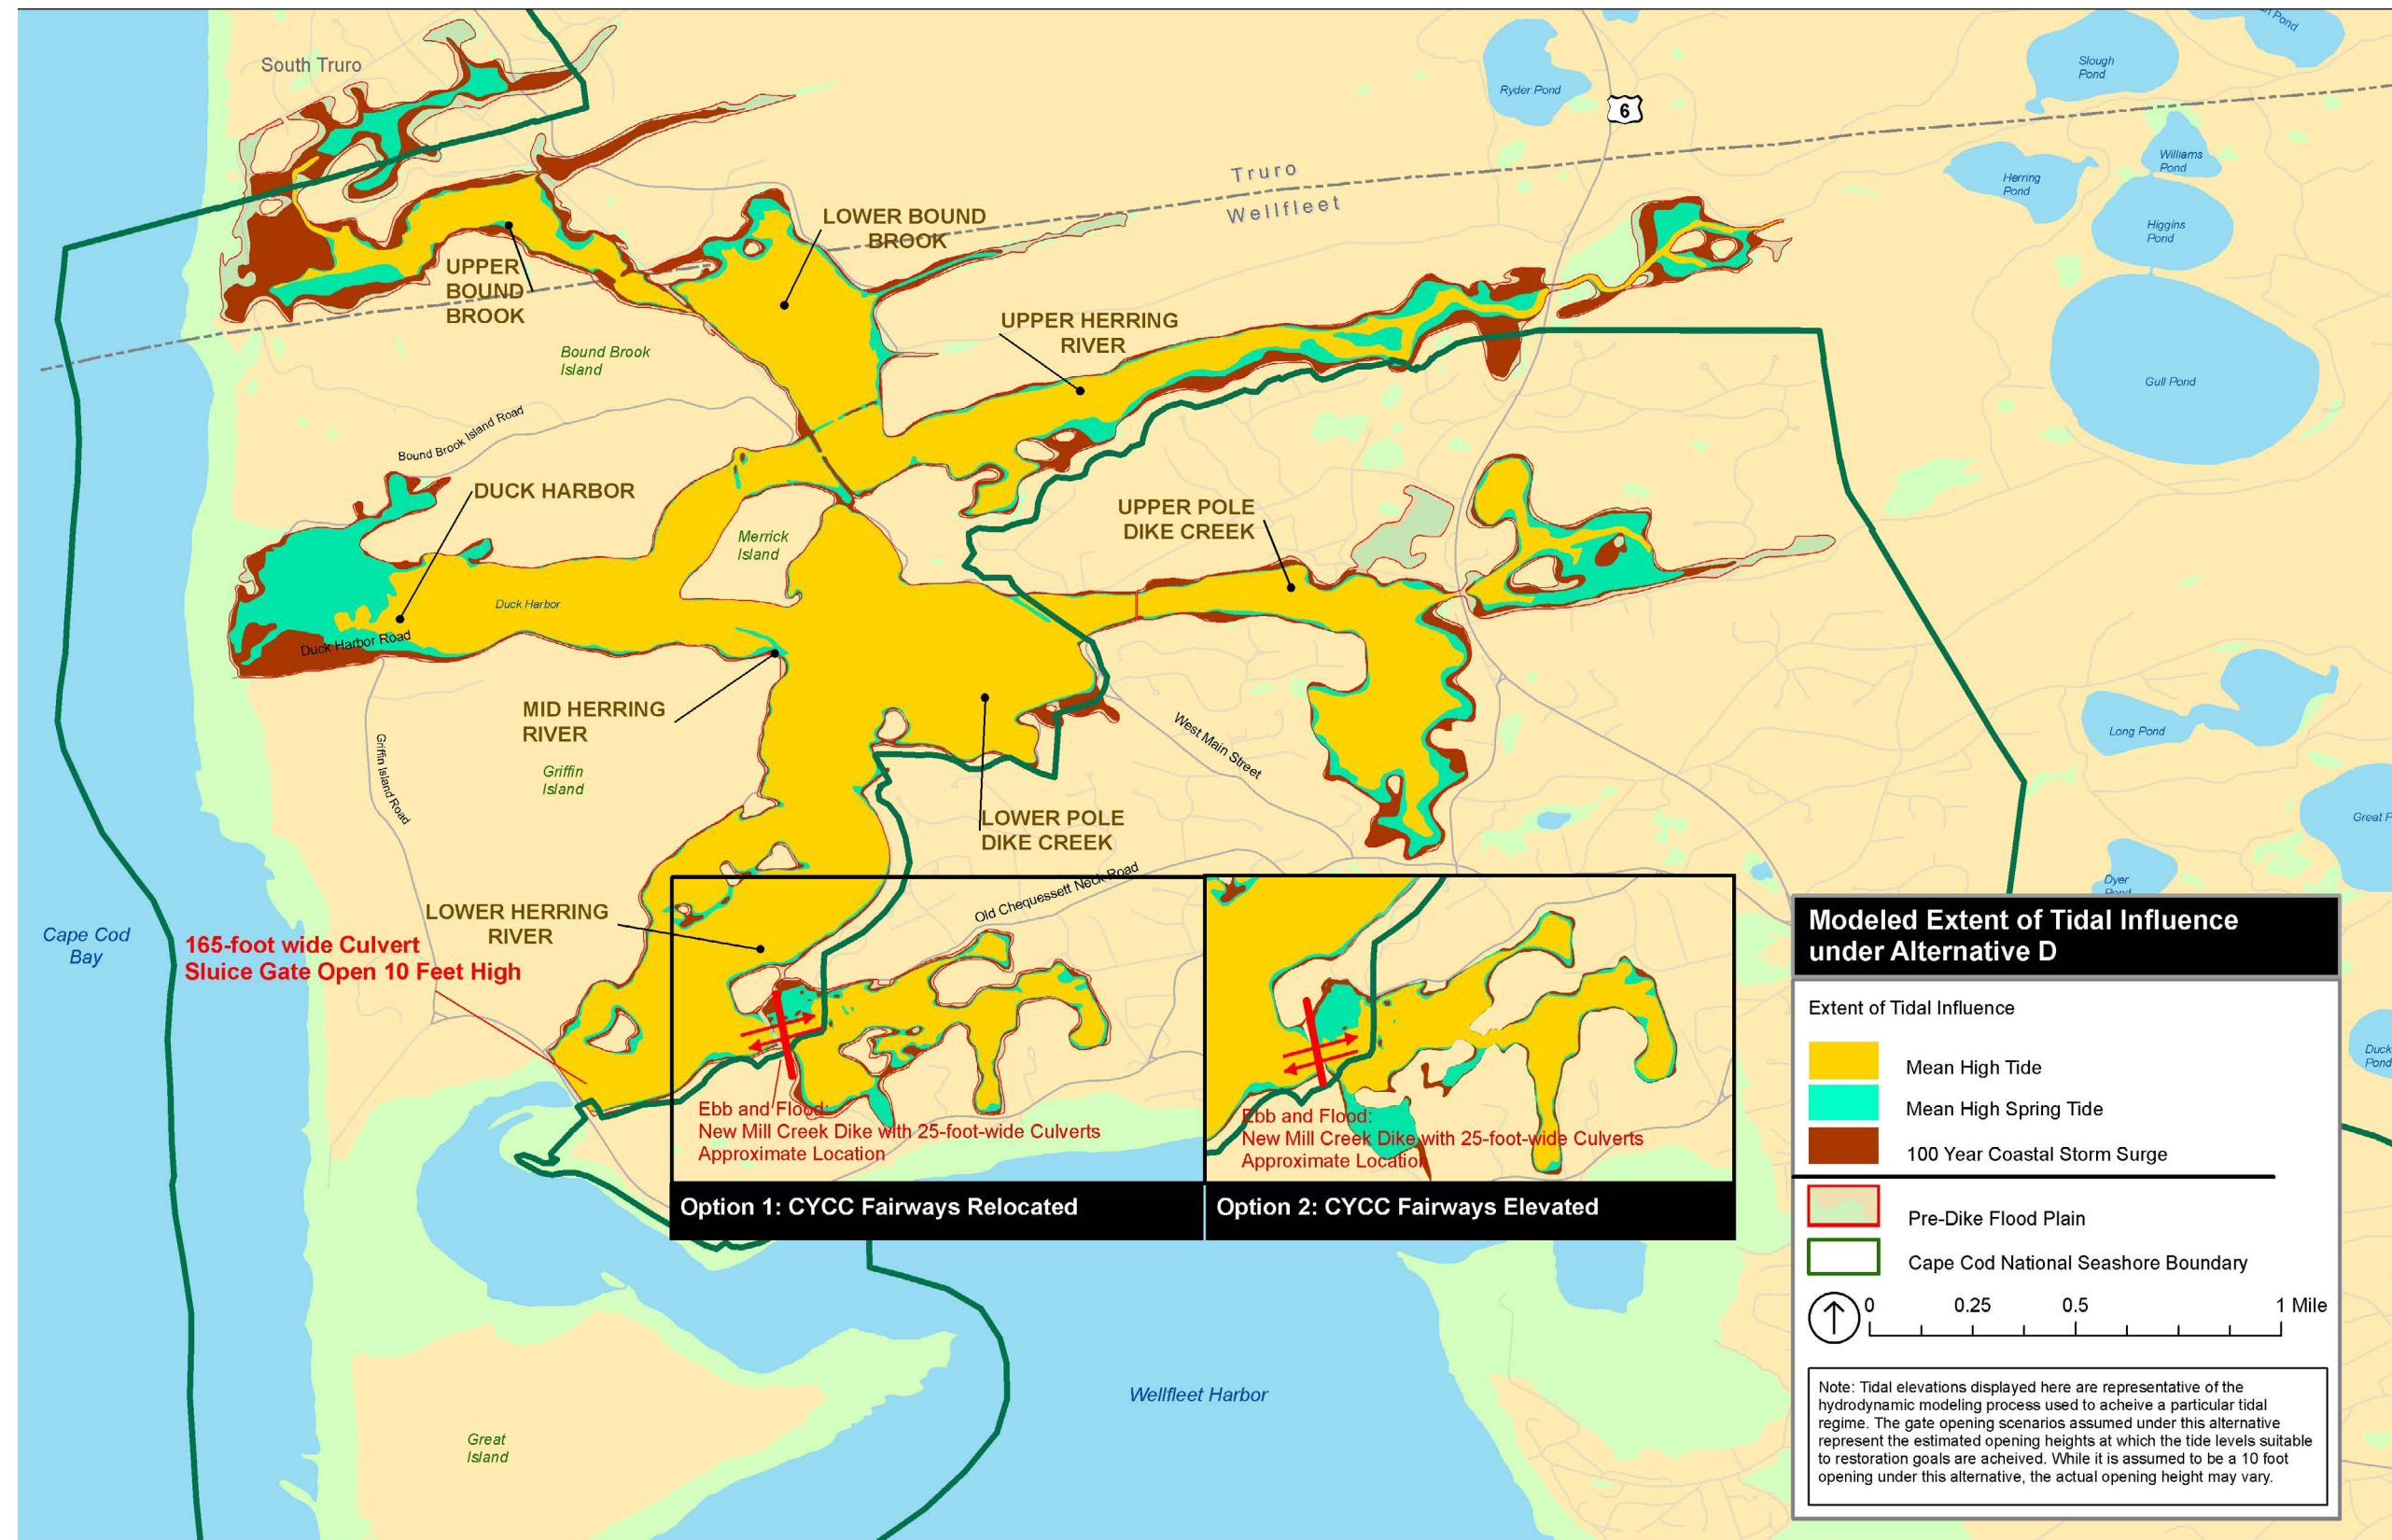 South Truro
Ryder Pond
6
Slough
Pond
Pond
Williams
Pond
Herring
Pond
Higgins
Pond
Gull Pond
Truro
Wellfleet
LOWER BOUND
BROOK
UPPER
BOUND
BROOK
UPPER HERRING
RIVER
Bound Brook
Island
Bound Brook Island Road
DUCK HARBOR
UPPER POLE
DIKE CREEK
Merrick
Island
Duck Harbor
Duck Harbor Road
MID HERRING
RIVER
West Main Street
Long Pond
Griffin Island Road
Griffin
Island
LOWER POLE
DIKE CREEK
Great P
Dyer
Pond
Old Chequessett Neck Road
LOWER HERRING
RIVER
Cape Cod
Bay
165-foot wide Culvert
Sluice Gate Open 10 Feet High
Duck
Pond
Ebb and Flood:
New Mill Creek Dike with 25-foot-wide Culverts
Approximate Location
Option 1: CYCC Fairways Relocated
Ebb and Flood:
New Mill Creek Dike with 25-foot-wide Culverts
Approximate Location
Option 2: CYCC Fairways Elevated
Great
Island
Wellfleet Harbor
Modeled Extent of Tidal Influence
under Alternative D
Extent of Tidal Influence
Mean High Tide
Mean High Spring Tide
100 Year Coastal Storm Surge
Pre-Dike Flood Plain
Cape Cod National Seashore Boundary
0 0.25 0.5 1 Mile
Note: Tidal elevations displayed here are representative of the
hydrodynamic modeling process used to acheive a particular tidal
regime. The gate opening scenarios assumed under this alternative
represent the estimated opening heights at which the tide levels suitable
to restoration goals are acheived. While it is assumed to be a 10 foot
opening under this alternative, the actual opening height may vary.